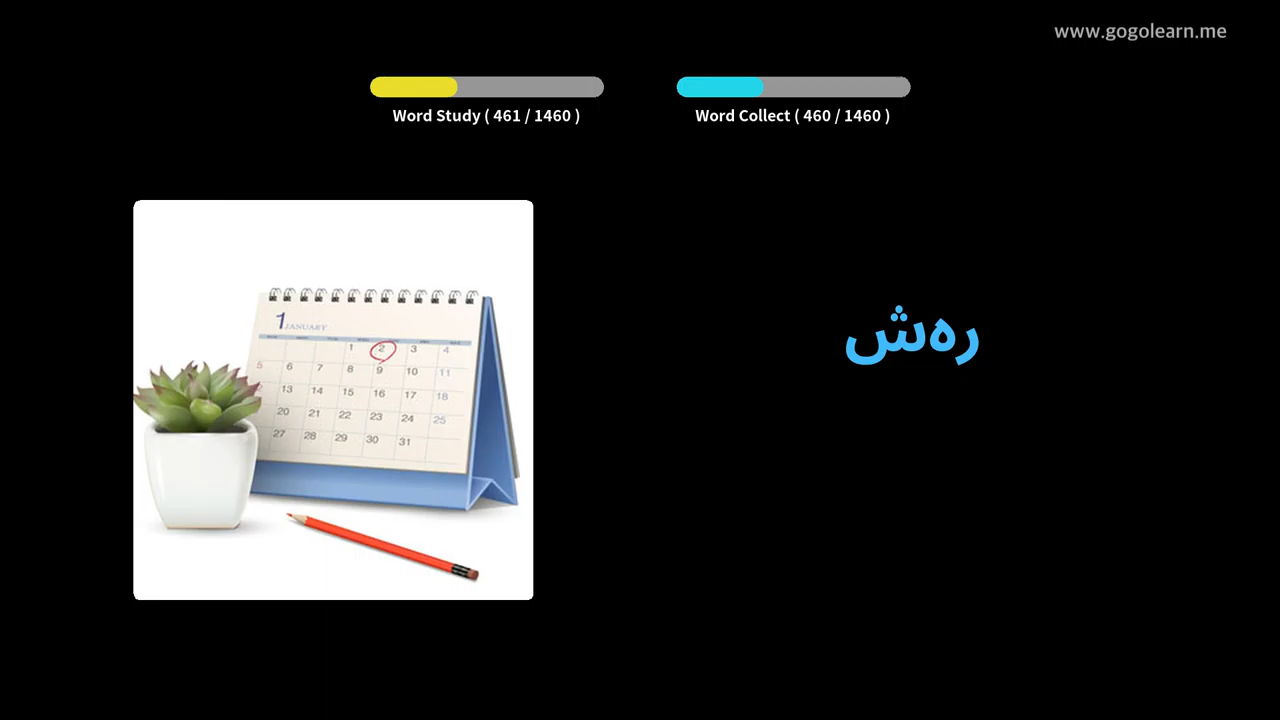 www.gogolearn.me
Word Study ( 461 / 1460 )
Word Collect ( 460 / 1460 )
رهش
1 JANUARY
1 2 3 4
5 6 7 8 9 10 11
2 13 14 15 16 17 18
20 21 22 23 24 25
27 28 29 30 31